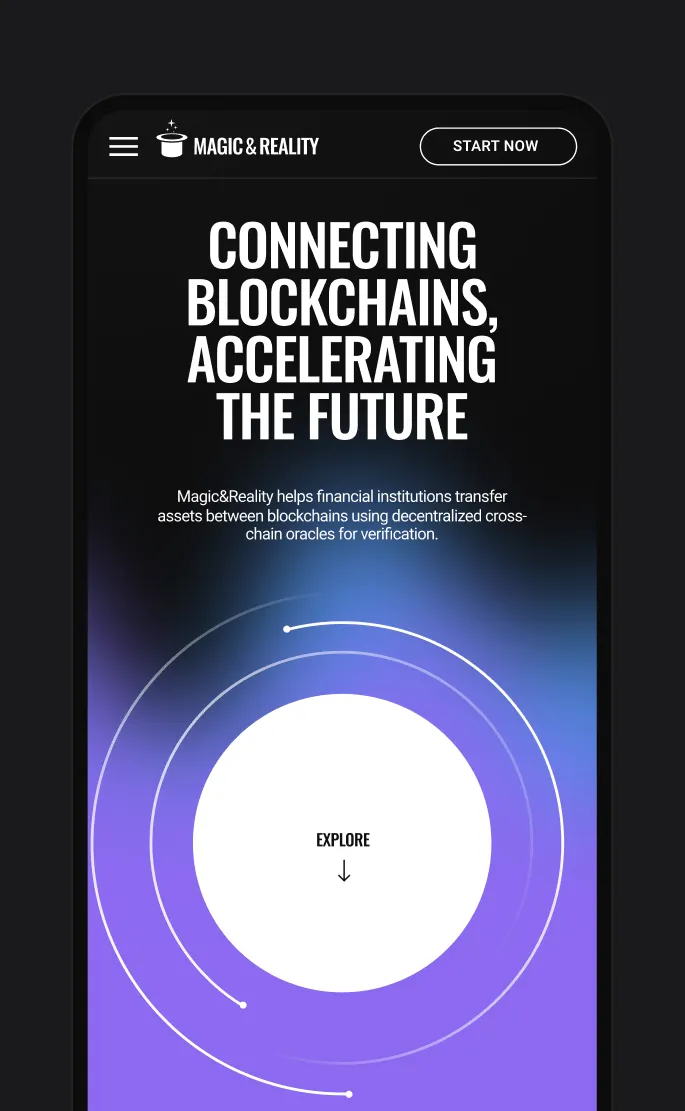 MAGIC & REALITY
START NOW
CONNECTING
BLOCKCHAINS,
ACCELERATING
THE FUTURE
Magic&Reality helps financial institutions transfer
assets between blockchains using decentralized cross-
chain oracles for verification.
EXPLORE